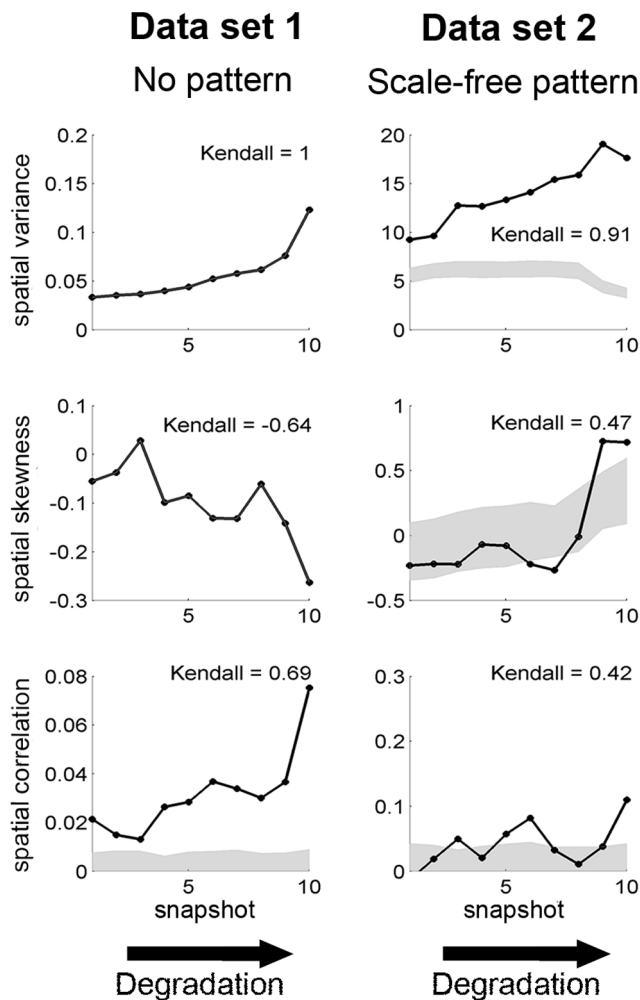 Data set 1
Data set 2
No pattern
Scale-free pattern
spatial variance
0.2
0.15
0.1
0.05
0
Kendall = 1
5
10
20
15
10
5
0
Kendall = 0.91
5
10
spatial skewness
0.1
0
-0.1
-0.2
-0.3
Kendall = -0.64
5
10
1
0.5
0
-0.5
Kendall = 0.47
5
10
spatial correlation
0.08
0.06
0.04
0.02
0
Kendall = 0.69
5
10
snapshot
0.3
0.2
0.1
0
Kendall = 0.42
5
10
snapshot
Degradation
Degradation